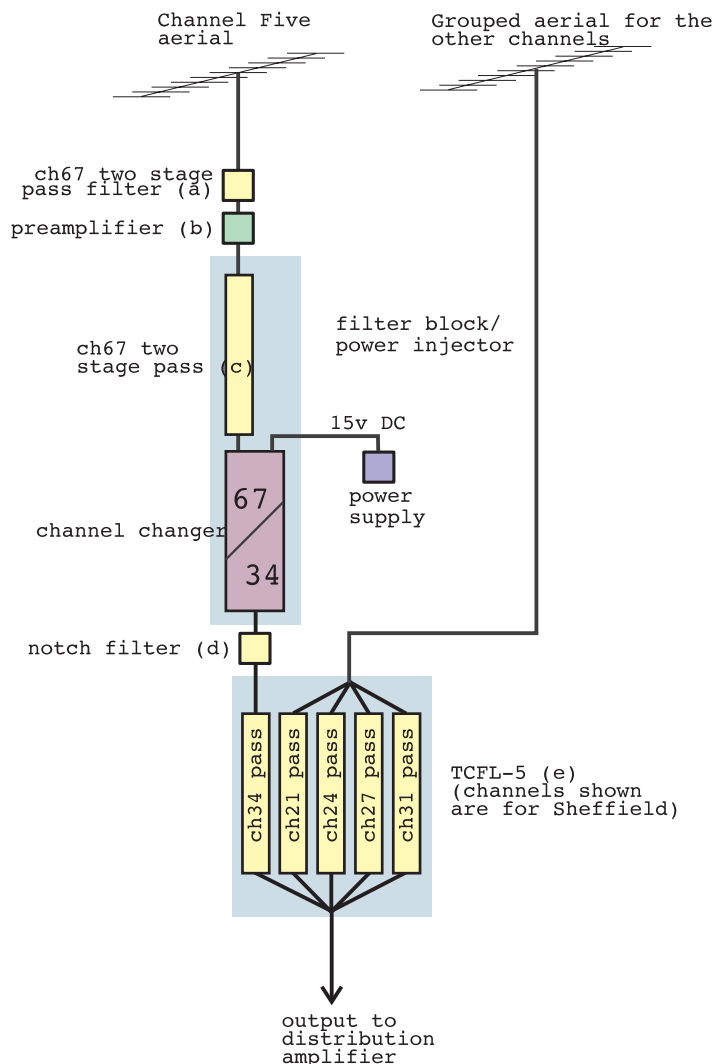 Channel Five
aerial
Grouped aerial for the
other channels
ch67 two stage
pass filter (a)
preamplifier (b)
filter block/
power injector
ch67 two
stage pass (c)
15v DC
67
34
power
supply
channel changer
notch filter (d)
ch34 pass
ch21 pass
ch24 pass
ch27 pass
ch31 pass
TCFL-5 (e)
(channels shown
are for Sheffield)
output to
distribution
amplifier